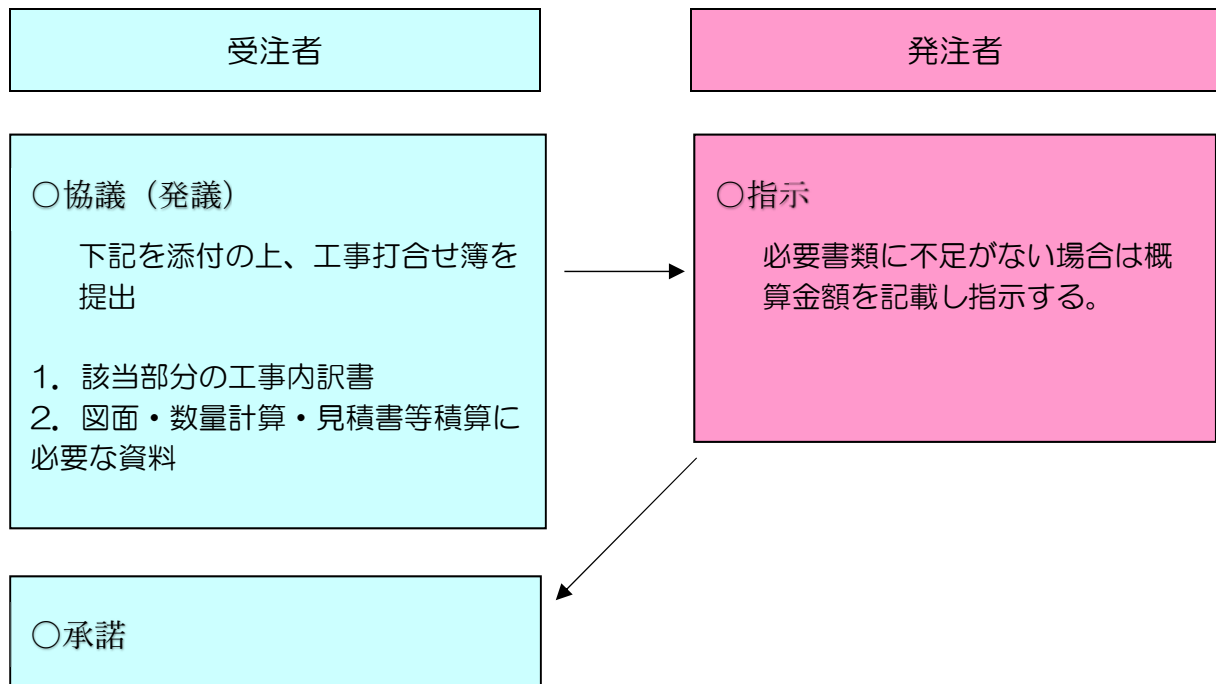 受注者
発注者
○協議（発議）
下記を添付の上、工事打合せ簿を
提出
1．該当部分の工事内訳書
2．図面・数量計算・見積書等積算に
必要な資料
○指示
必要書類に不足がない場合は概
算金額を記載し指示する。
○承諾